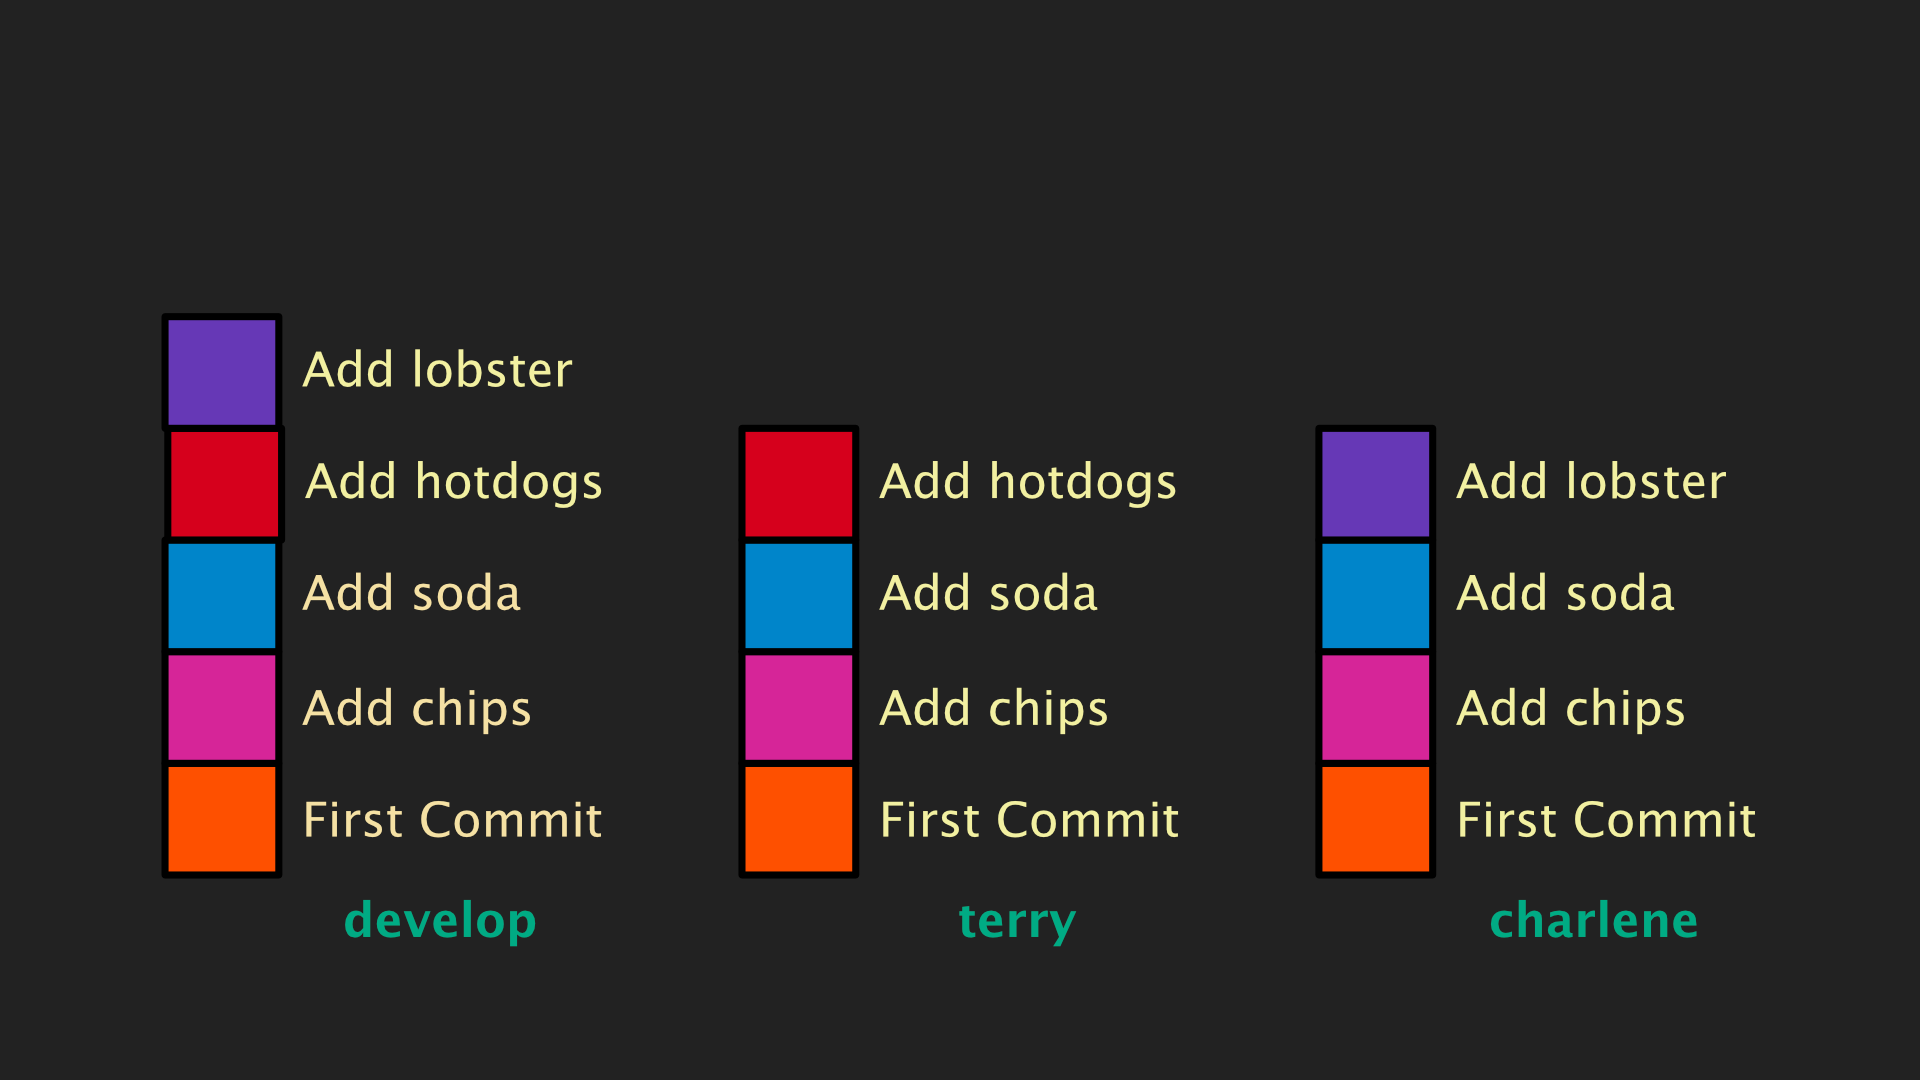 Add lobster
Add hotdogs
Add soda
Add chips
First Commit
develop
Add hotdogs
Add soda
Add chips
First Commit
terry
Add lobster
Add soda
Add chips
First Commit
charlene